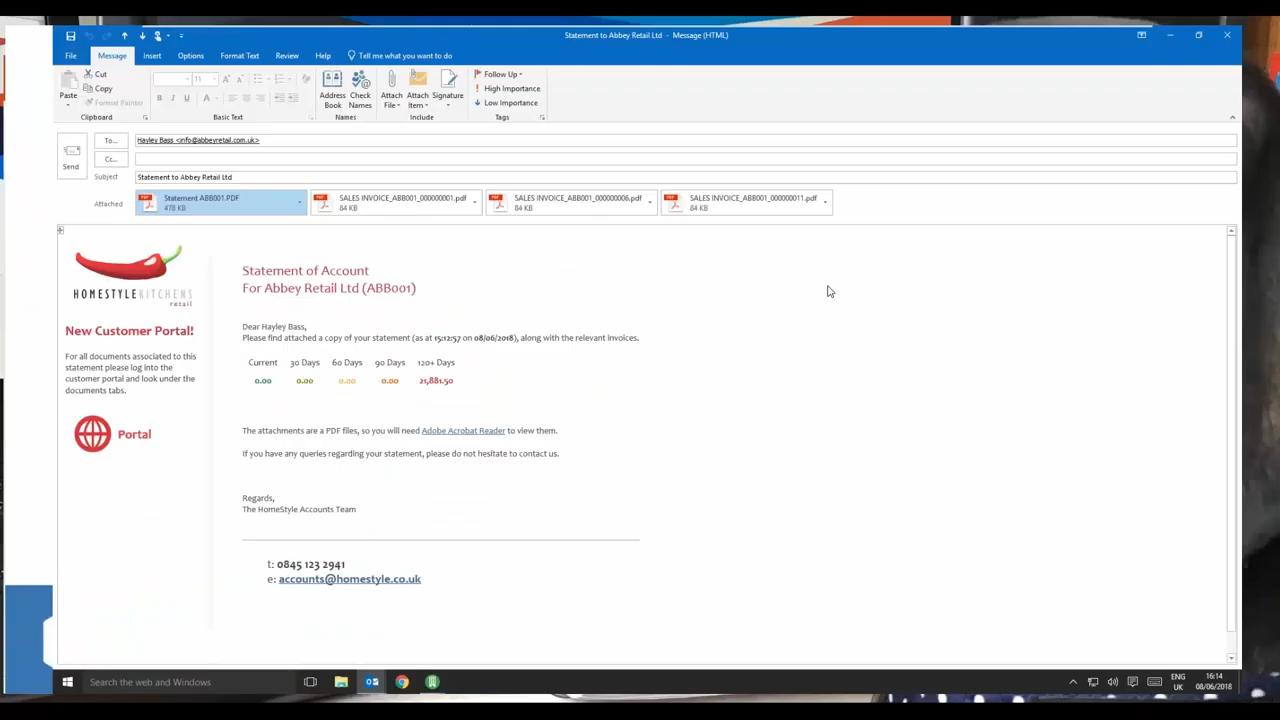 Statement to Abbey Retail Ltd - Message (HTML)
File Message Insert Options Format Text Review Help Tell me what you want to do
Paste
Cut
Copy
Format Painter
Clipboard
11
B I U A
Basic Text
Address Book
Check Names
Names
Attach File
Attach Item
Signature
Include
Follow Up
High Importance
Low Importance
Tags
Send
To...
Hayley Bass <info@abbeyretail.com.uk>
Cc...
Subject
Statement to Abbey Retail Ltd
Attached
Statement ABB001.PDF
478 KB
SALES INVOICE_ABB001_000000001.pdf
84 KB
SALES INVOICE_ABB001_000000006.pdf
84 KB
SALES INVOICE_ABB001_000000011.pdf
84 KB
HOMESTYLEKITCHENS
retail
New Customer Portal!
For all documents associated to this
statement please log into the
customer portal and look under the
documents tabs.
Portal
Statement of Account
For Abbey Retail Ltd (ABB001)
Dear Hayley Bass,
Please find attached a copy of your statement (as at 15:12:57 on 08/06/2018), along with the relevant invoices.
Current 30 Days 60 Days 90 Days 120+ Days
0.00 0.00 0.00 0.00 21,881.50
The attachments are a PDF files, so you will need Adobe Acrobat Reader to view them.
If you have any queries regarding your statement, please do not hesitate to contact us.
Regards,
The HomeStyle Accounts Team
t: 0845 123 2941
e: accounts@homestyle.co.uk
Search the web and Windows
ENG
UK
16:14
08/06/2018